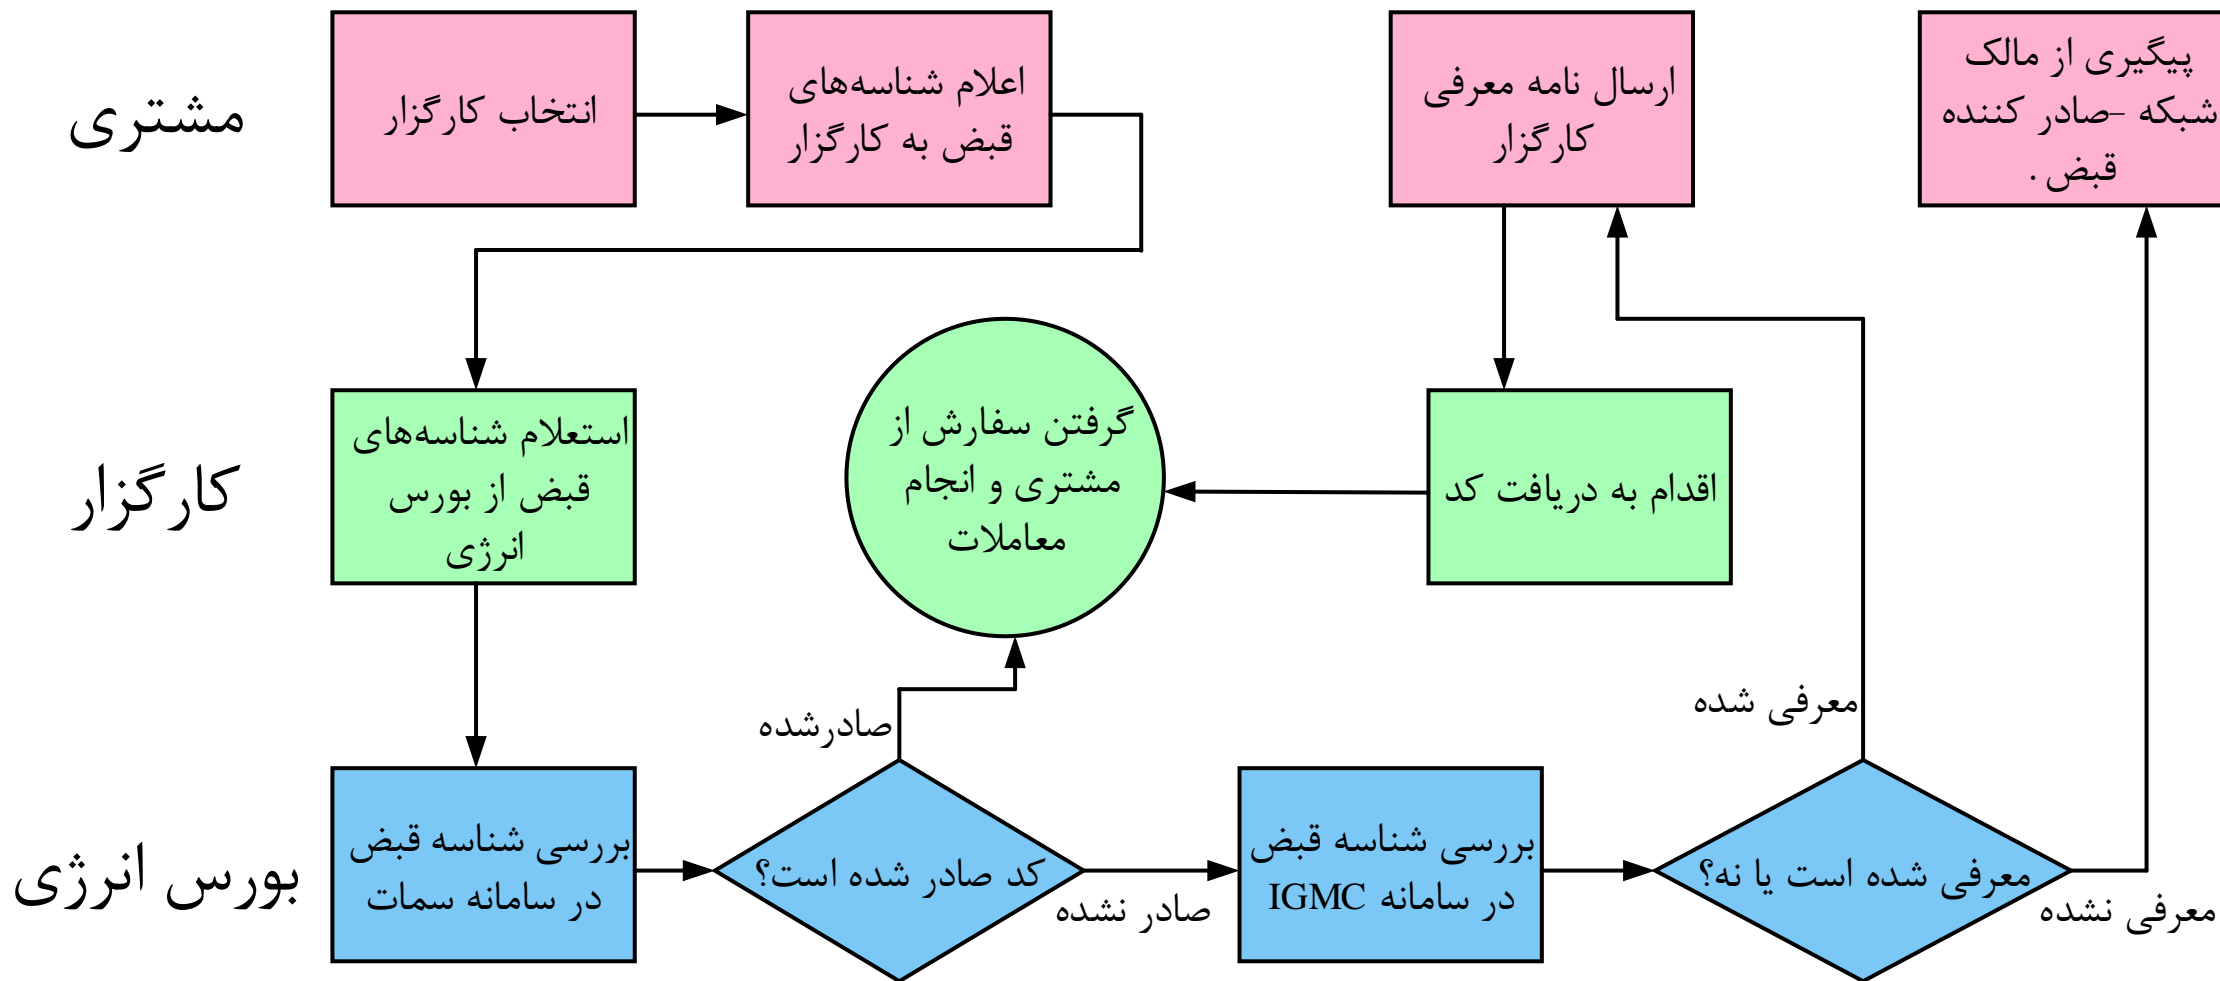 مشتری
انتخاب کارگزار
اعلام شناسه‌های
قبض به کارگزار
ارسال نامه معرفی
کارگزار
پیگیری از مالک
شبکه –صادر کننده
قبض .
کارگزار
استعلام شناسه‌های
قبض از بورس
انرژی
گرفتن سفارش از
مشتری و انجام
معاملات
اقدام به دریافت کد
صادرشده
معرفی شده
بورس انرژی
بررسی شناسه قبض
در سامانه سمات
کد صادر شده است؟
صادر نشده
بررسی شناسه قبض
در سامانه IGMC
معرفی شده است یا نه؟
معرفی نشده